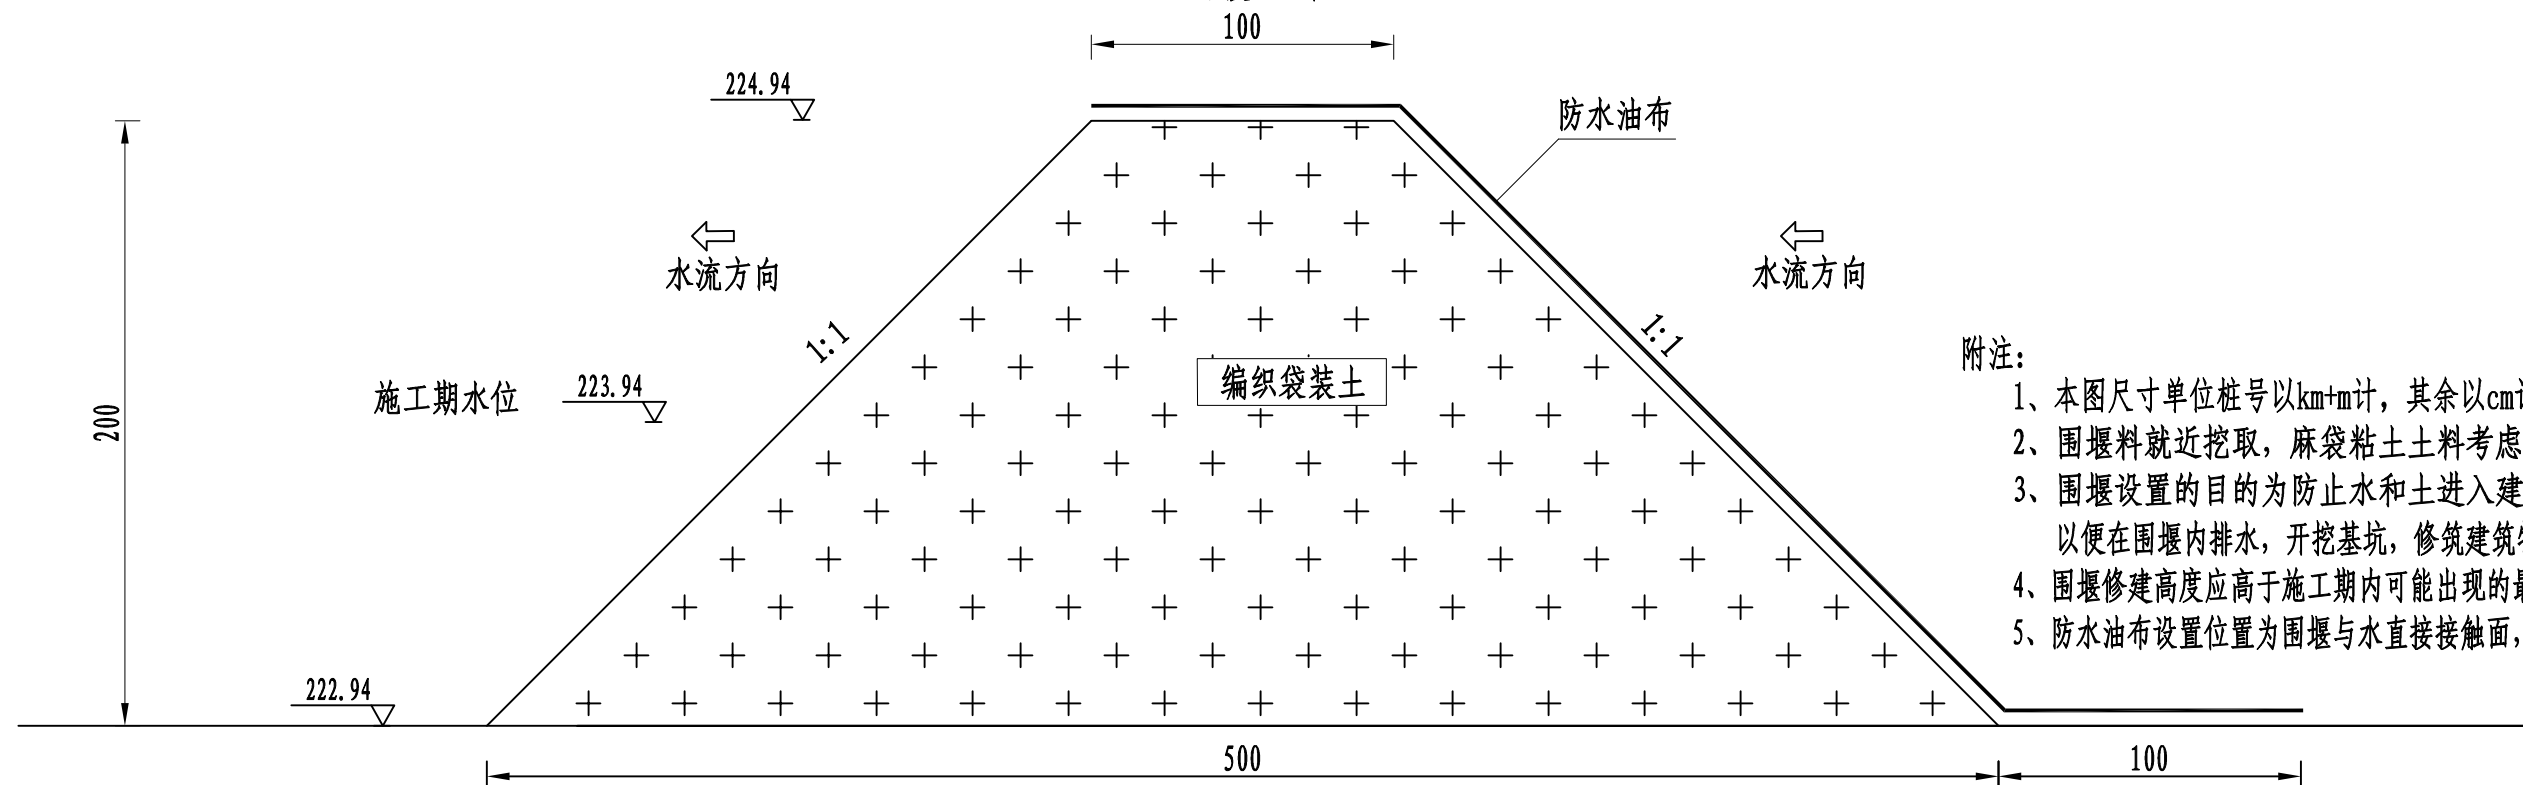 100
224.94
防水油布
水流方向
水流方向
1:1
1:1
附注:
施工期水位
223.94
编织袋装土
200
1、本图尺寸单位桩号以km+m计，其余以cm
2、围堰料就近挖取，麻袋粘土土料考虑
3、围堰设置的目的为防止水和土进入建
以便在围堰内排水，开挖基坑，修筑建筑
4、围堰修建高度应高于施工期内可能出现的
5、防水油布设置位置为围堰与水直接接触面，
222.94
500
100